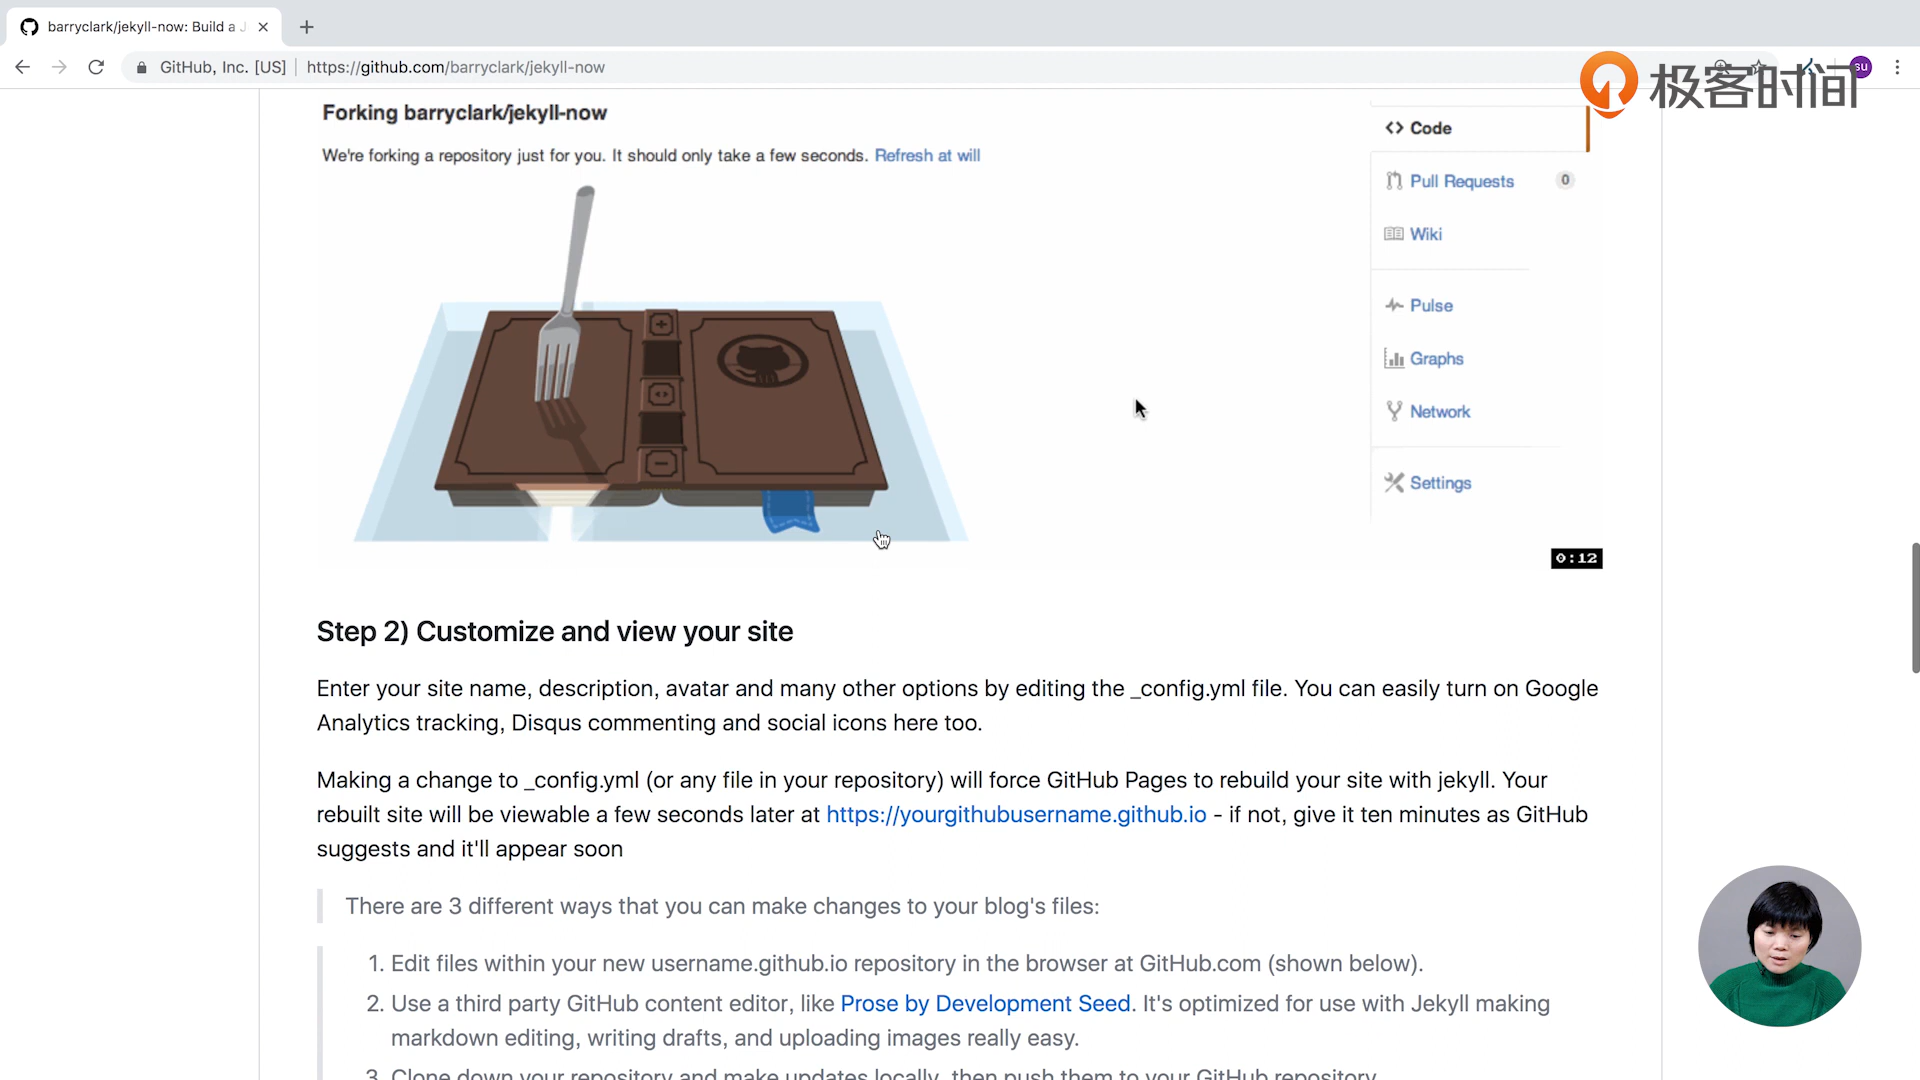 barryclark/jekyll-now: Build a J
GitHub, Inc. [US] https://github.com/barryclark/jekyll-now
su
极客时间
Forking barryclark/jekyll-now
We're forking a repository just for you. It should only take a few seconds. Refresh at will
Code
Pull Requests 0
Wiki
Pulse
Graphs
Network
Settings
0:12
Step 2) Customize and view your site
Enter your site name, description, avatar and many other options by editing the _config.yml file. You can easily turn on Google
Analytics tracking, Disqus commenting and social icons here too.
Making a change to _config.yml (or any file in your repository) will force GitHub Pages to rebuild your site with jekyll. Your
rebuilt site will be viewable a few seconds later at https://yourgithubusername.github.io - if not, give it ten minutes as GitHub
suggests and it'll appear soon
There are 3 different ways that you can make changes to your blog's files:
1. Edit files within your new username.github.io repository in the browser at GitHub.com (shown below).
2. Use a third party GitHub content editor, like Prose by Development Seed. It's optimized for use with Jekyll making
markdown editing, writing drafts, and uploading images really easy.
3. Clone down your repository and make updates locally, then push them to your GitHub repository.